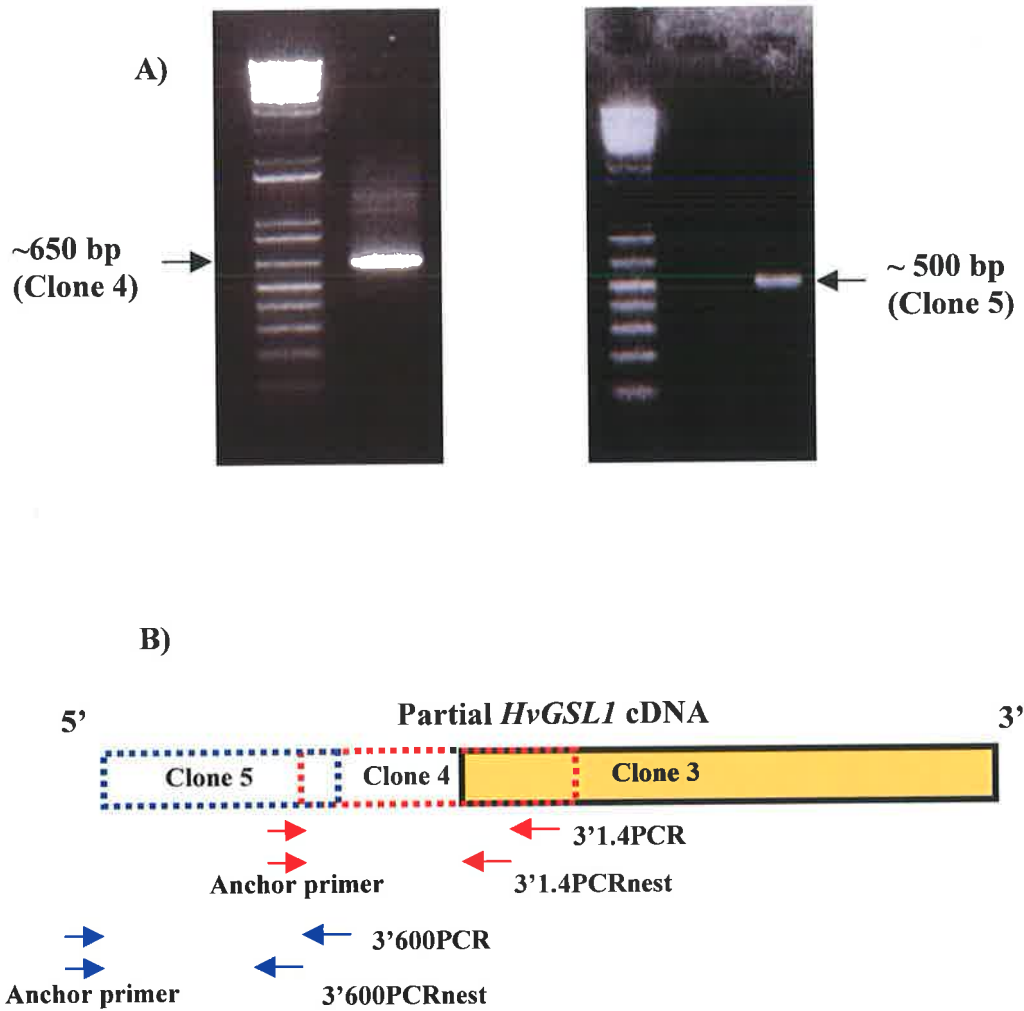 A)
~650 bp
(Clone 4)
~ 500 bp
(Clone 5)
B)
5’
Partial HvGSL1 cDNA
3’
Clone 5
Clone 4
Clone 3
3’1.4PCR
Anchor primer
3’1.4PCRnest
3’600PCR
Anchor primer
3’600PCRnest